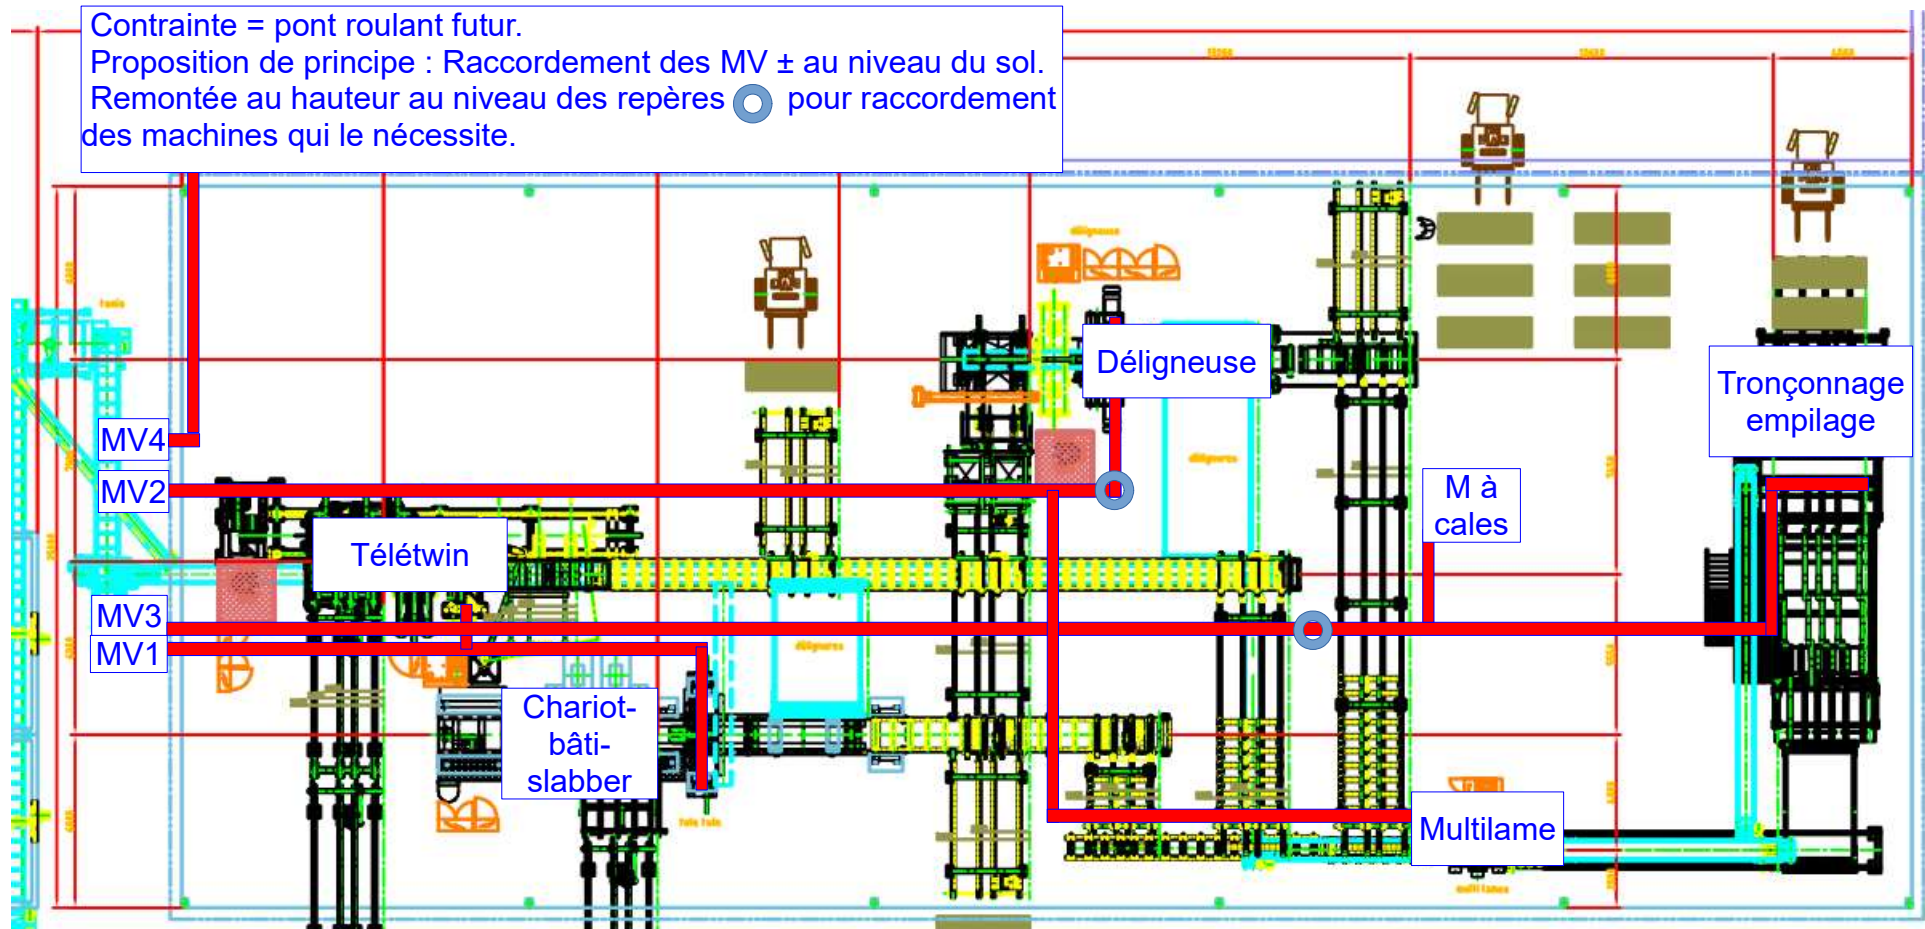 Contrainte = pont roulant futur.
Proposition de principe : Raccordement des MV ± au niveau du sol.
Remontée au hauteur au niveau des repères pour raccordement
des machines qui le nécessite.
déligneuse
Déligneuse
Tronçonnage
empilage
MV4
MV2
M à
cales
Télétwin
MV3
MV1
Chariot-
bâti-
slabber
Multilame